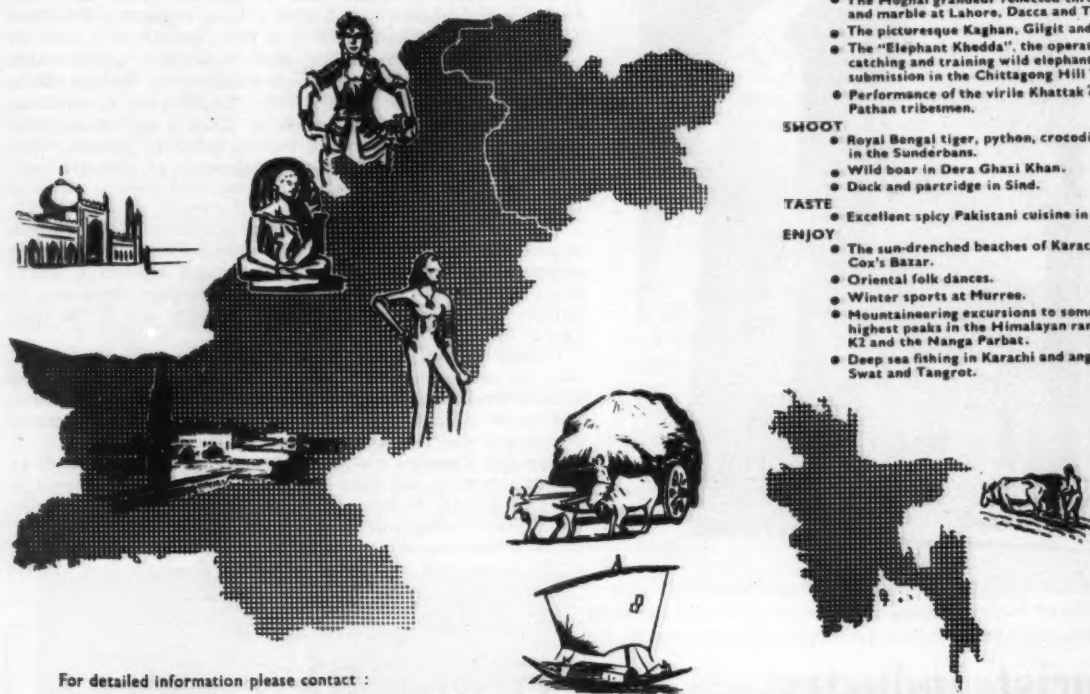 and marble at Lahore, Dacca and T
The picturesque Kaghan, Gilgit and
The "Elephant Khedda", the operat
catching and training wild elephant
submission in the Chittagong Hill
Performance of the virile Khattak
Pathan tribesmen.
SHOOT
Royal Bengal tiger, python, crocodi
in the Sunderbans.
Wild boar in Dera Ghazi Khan.
Duck and partridge in Sind.
TASTE
Excellent spicy Pakistani cuisine in
ENJOY
The sun-drenched beaches of Karac
Cox's Bazar.
Oriental folk dances.
Winter sports at Murree.
Mountaineering excursions to som
highest peaks in the Himalayan ran
K2 and the Nanga Parbat.
Deep sea fishing in Karachi and ang
Swat and Tangrot.
For detailed information please contact :